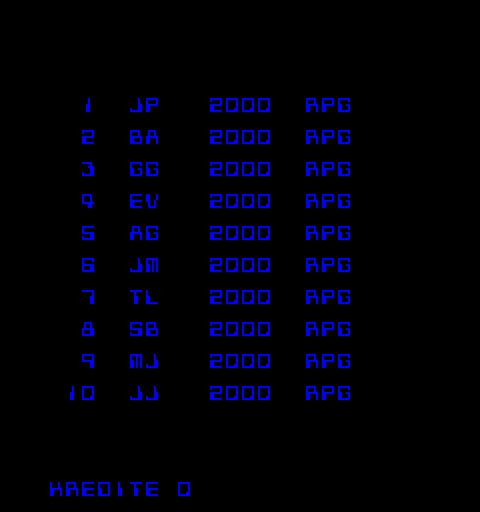 1 JP 2000 RPG
2 BA 2000 RPG
3 GG 2000 RPG
4 EV 2000 RPG
5 AG 2000 RPG
6 JM 2000 RPG
7 TL 2000 RPG
8 SB 2000 RPG
9 MJ 2000 RPG
10 JJ 2000 RPG
KREDITE 0